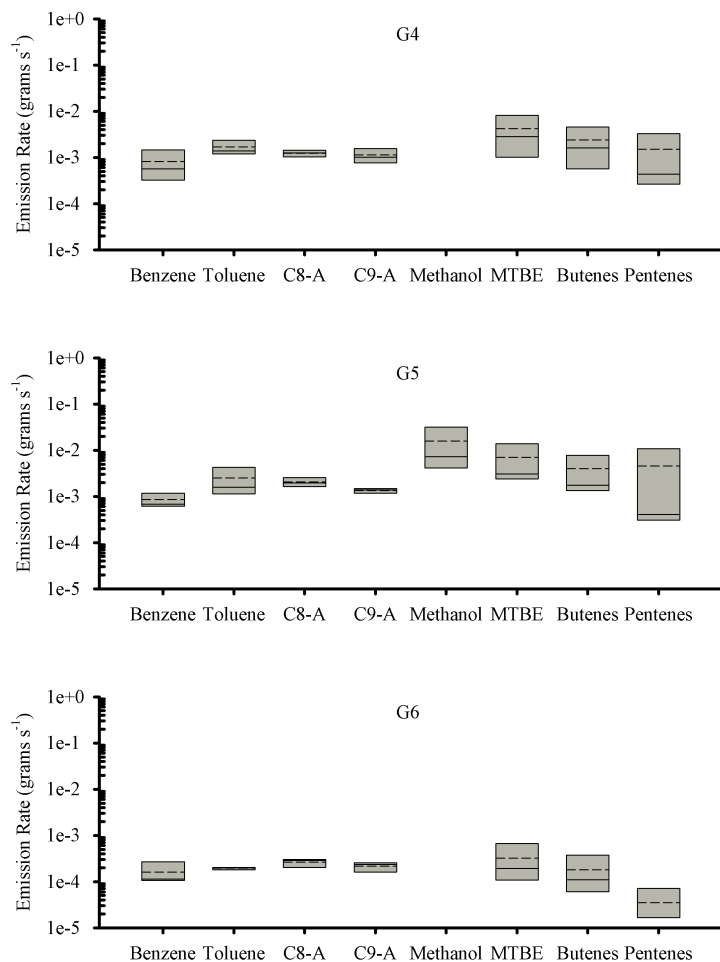 G4
Emission Rate (grams s-1)
1e+0
1e-1
1e-2
1e-3
1e-4
1e-5
Benzene Toluene C8-A C9-A Methanol MTBE Butenes Pentenes
G5
Emission Rate (grams s-1)
1e+0
1e-1
1e-2
1e-3
1e-4
1e-5
Benzene Toluene C8-A C9-A Methanol MTBE Butenes Pentenes
G6
Emission Rate (grams s-1)
1e+0
1e-1
1e-2
1e-3
1e-4
1e-5
Benzene Toluene C8-A C9-A Methanol MTBE Butenes Pentenes